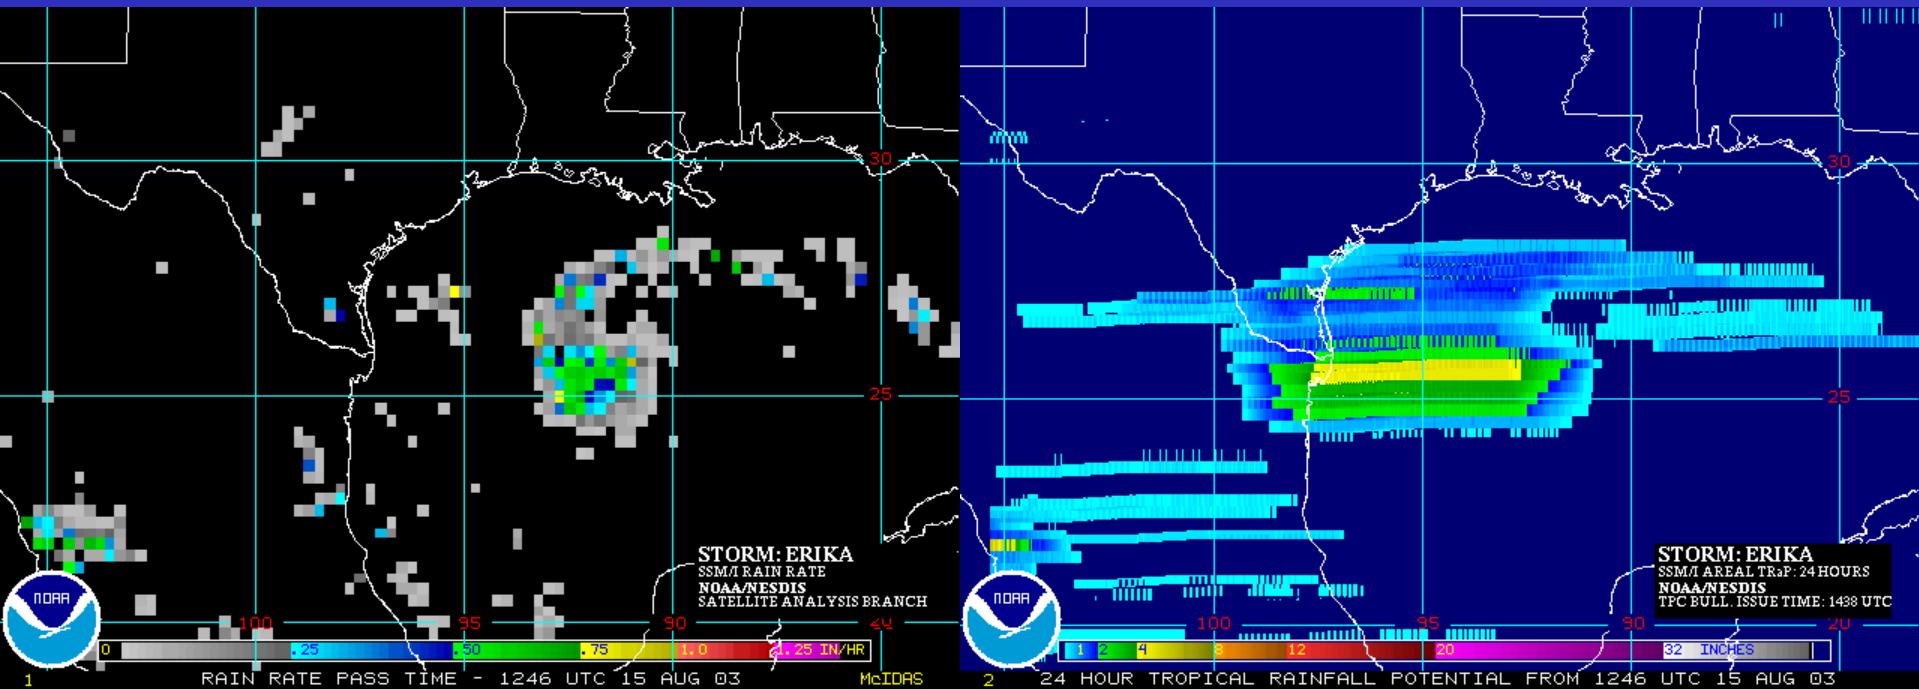 30
25
STORM: ERIKA
SSM/I RAIN RATE
NOAA/NESDIS
SATELLITE ANALYSIS BRANCH
NOAA
100 95 90 20
0 .25 .50 .75 1.0 1.25 IN/HR
1 RAIN RATE PASS TIME - 1246 UTC 15 AUG 03 McIDAS
30
25
STORM: ERIKA
SSM/I AREAL TRaP: 24 HOURS
NOAA/NESDIS
TPC BULL. ISSUE TIME: 1438 UTC
NOAA
100 95 90 20
1 2 4 8 12 20 32 INCHES
2 24 HOUR TROPICAL RAINFALL POTENTIAL FROM 1246 UTC 15 AUG 03